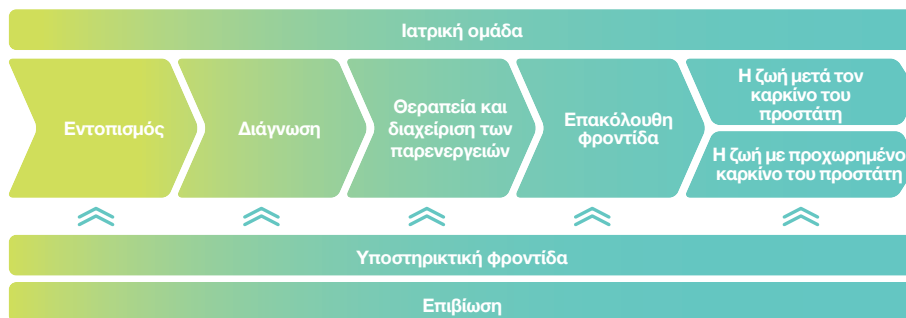 Ιατρική ομάδα
Εντοπισμός
Διάγνωση
Θεραπεία και
διαχείριση των
παρενεργειών
Επακόλουθη
φροντίδα
Η ζωή μετά τον
καρκίνο του
προστάτη
Η ζωή με προχωρημένο
καρκίνο του προστάτη
Υποστηρικτική φροντίδα
Επιβίωση